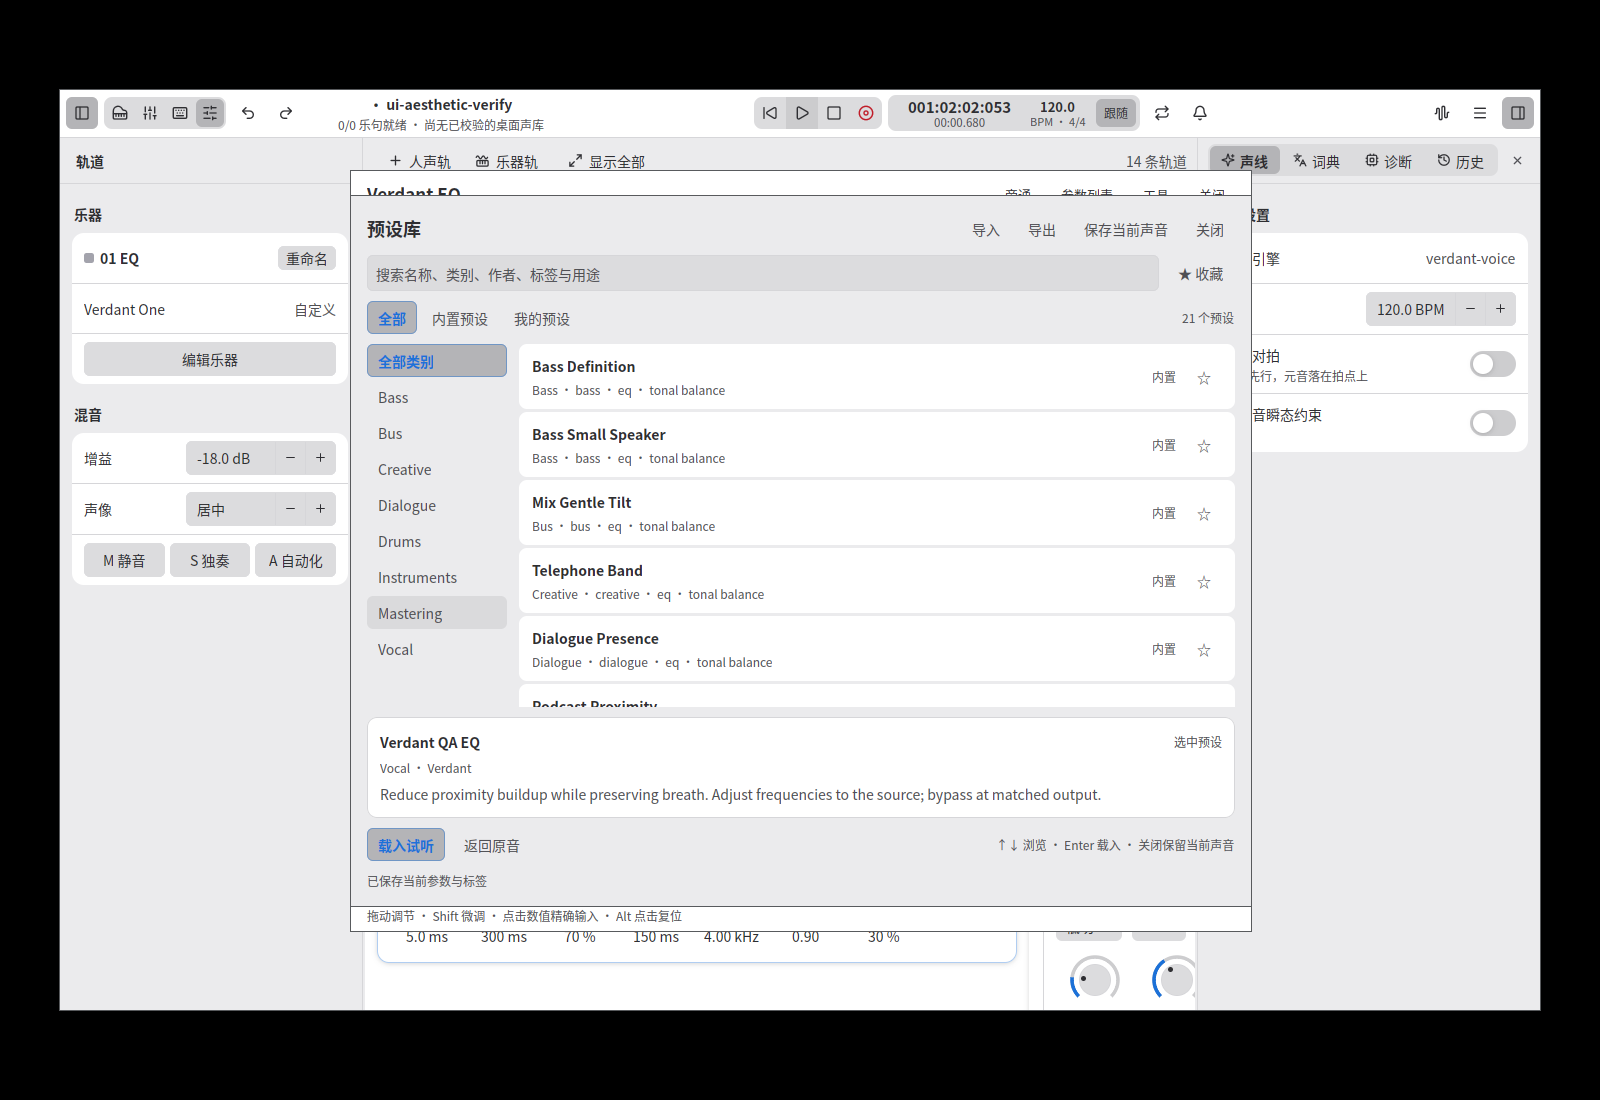 • ui-aesthetic-verify
0/0 乐句就绪 • 尚无已校验的桌面声库
001:02:02:053
00:00.680
120.0
BPM • 4/4
跟随
轨道
人声轨
乐器轨
显示全部
14 条轨道
声线
词典
诊断
历史
Verdant EQ
旁通
参数列表
工具
关闭
乐器
01 EQ
重命名
Verdant One
自定义
编辑乐器
混音
增益
-18.0 dB
声像
居中
M 静音
S 独奏
A 自动化
预设库
导入
导出
保存当前声音
关闭
搜索名称、类别、作者、标签与用途
★ 收藏
全部
内置预设
我的预设
21 个预设
全部类别
Bass
Bus
Creative
Dialogue
Drums
Instruments
Mastering
Vocal
Bass Definition
Bass • bass • eq • tonal balance
内置
Bass Small Speaker
Bass • bass • eq • tonal balance
内置
Mix Gentle Tilt
Bus • bus • eq • tonal balance
内置
Telephone Band
Creative • creative • eq • tonal balance
内置
Dialogue Presence
Dialogue • dialogue • eq • tonal balance
内置
Podcast Proximity
Verdant QA EQ
选中预设
Vocal • Verdant
Reduce proximity buildup while preserving breath. Adjust frequencies to the source; bypass at matched output.
载入试听
返回原音
↑↓ 浏览 • Enter 载入 • 关闭保留当前声音
已保存当前参数与标签
拖动调节 • Shift 微调 • 点击数值精确输入 • Alt 点击复位
5.0 ms
300 ms
70 %
150 ms
4.00 kHz
0.90
30 %
置
引擎
verdant-voice
120.0 BPM
对拍
先行，元音落在拍点上
音瞬态约束